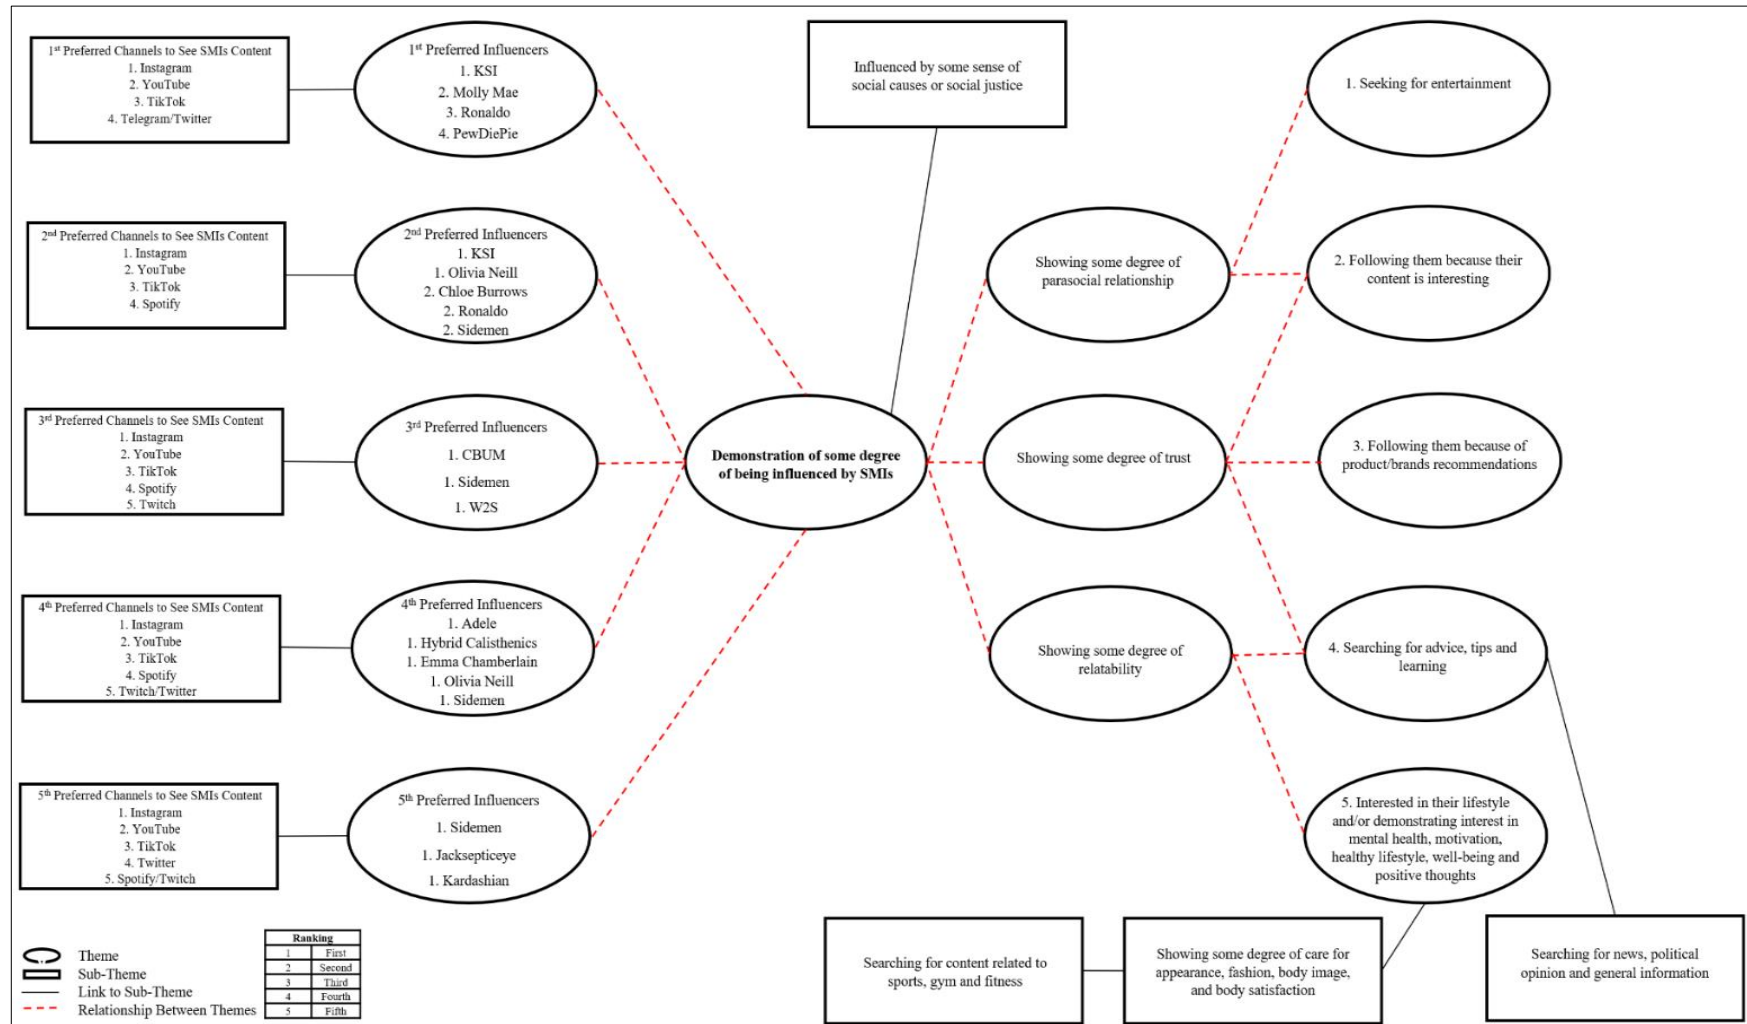 1st Preferred Channels to See SMIs Content
1. Instagram
2. YouTube
3. TikTok
4. Telegram/Twitter
1st Preferred Influencers
1. KSI
2. Molly Mae
3. Ronaldo
4. PewDiePie
Influenced by some sense of
social causes or social justice
1. Seeking for entertainment
2nd Preferred Channels to See SMIs Content
1. Instagram
2. YouTube
3. TikTok
4. Spotify
2nd Preferred Influencers
1. KSI
1. Olivia Neill
2. Chloe Burrows
2. Ronaldo
2. Sidemen
Showing some degree of
parasocial relationship
2. Following them because their
content is interesting
3rd Preferred Channels to See SMIs Content
1. Instagram
2. YouTube
3. TikTok
4. Spotify
5. Twitch
3rd Preferred Influencers
1. CBUM
1. Sidemen
1. W2S
Demonstration of some degree
of being influenced by SMIs
Showing some degree of trust
3. Following them because of
product/brands recommendations
4th Preferred Channels to See SMIs Content
1. Instagram
2. YouTube
3. TikTok
4. Spotify
5. Twitch/Twitter
4th Preferred Influencers
1. Adele
1. Hybrid Calisthenics
1. Emma Chamberlain
1. Olivia Neill
1. Sidemen
Showing some degree of
relatability
4. Searching for advice, tips and
learning
5th Preferred Channels to See SMIs Content
1. Instagram
2. YouTube
3. TikTok
4. Twitter
5. Spotify/Twitch
5th Preferred Influencers
1. Sidemen
1. Jacksepticeye
1. Kardashian
5. Interested in their lifestyle
and/or demonstrating interest in
mental health, motivation,
healthy lifestyle, well-being and
positive thoughts
Searching for content related to
sports, gym and fitness
Showing some degree of care for
appearance, fashion, body image,
and body satisfaction
Searching for news, political
opinion and general information
Theme
Sub-Theme
Link to Sub-Theme
Relationship Between Themes
Ranking
1 First
2 Second
3 Third
4 Fourth
5 Fifth